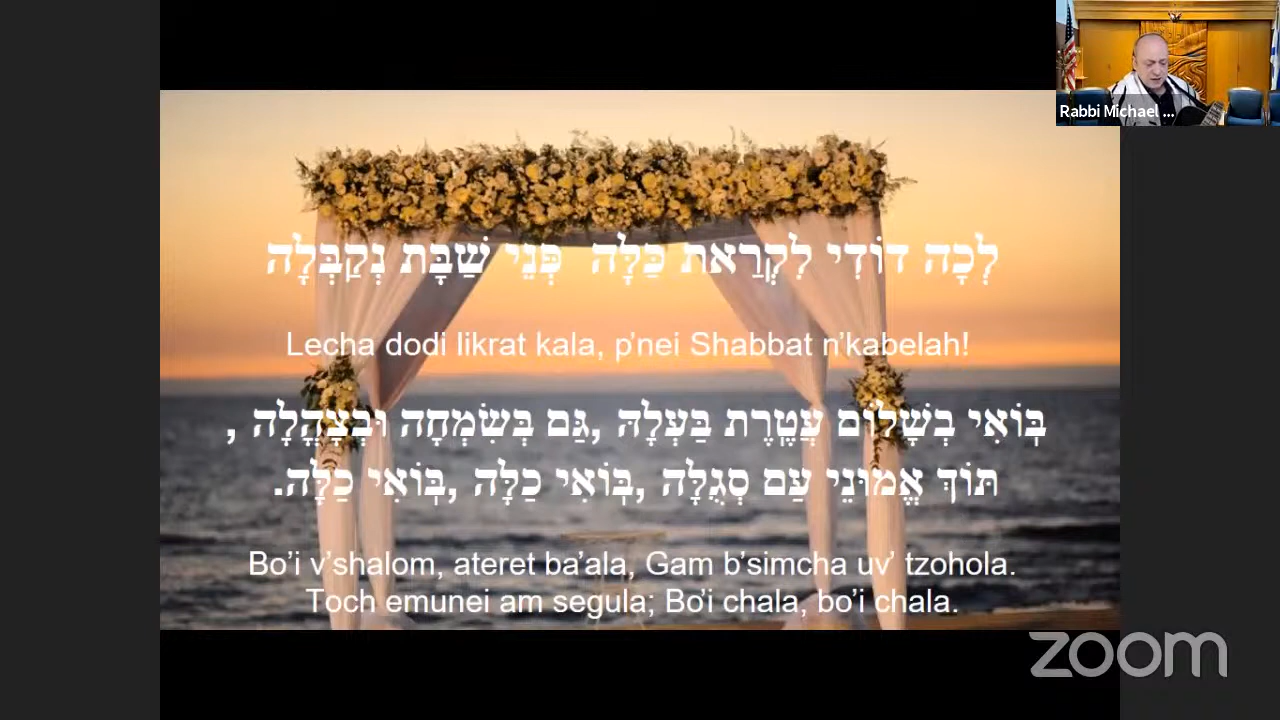 Rabbi Michael ...
לְכָה דוֹדִי לִקְרַאת כַּלָּה פְּנֵי שַׁבָּת נְקַבְּלָה
Lecha dodi likrat kala, p'nei Shabbat n'kabelah!
בּוֹאִי בְשָׁלוֹם עֲטֶרֶת בַּעְלָהּ ,גַּם בְּשִׂמְחָה וּבְצָהֳלָה ,
תּוֹךְ אֱמוּנֵי עַם סְגֻלָּה ,בּוֹאִי כַלָּה ,בּוֹאִי כַלָּה.
Bo'i v'shalom, ateret ba'ala, Gam b'simcha uv' tzohola.
Toch emunei am segula; Bo'i chala, bo'i chala.
zoom